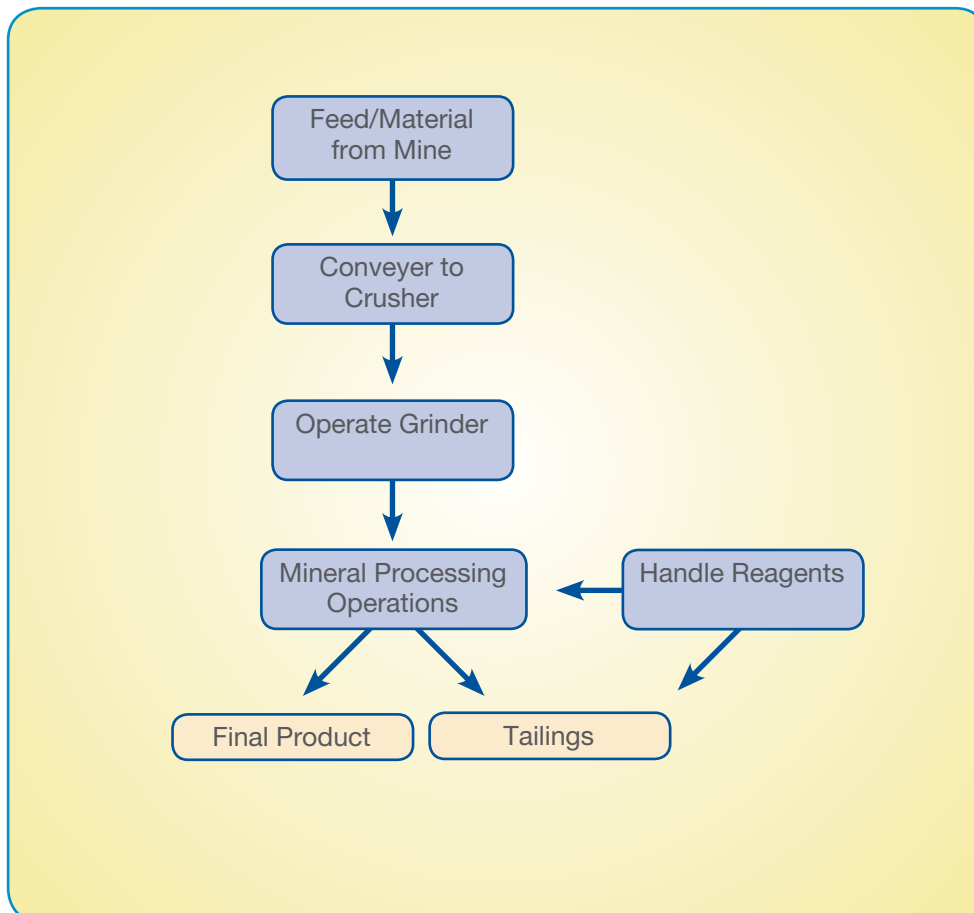 Feed/Material
from Mine
Conveyer to
Crusher
Operate Grinder
Mineral Processing
Operations
Handle Reagents
Final Product
Tailings